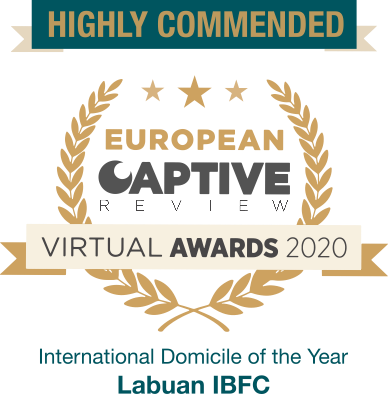 HIGHLY COMMENDED
EUROPEAN
CAPTIVE
REVIEW
VIRTUAL AWARDS 2020
International Domicile of the Year
Labuan IBFC